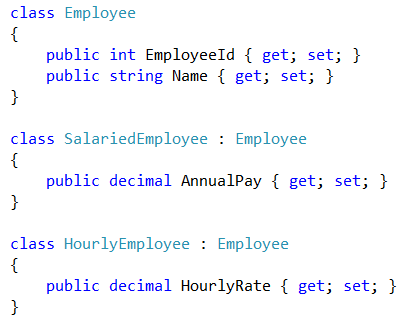 class Employee
{
    public int EmployeeId { get; set; }
    public string Name { get; set; }
}

class SalariedEmployee : Employee
{
    public decimal AnnualPay { get; set; }
}

class HourlyEmployee : Employee
{
    public decimal HourlyRate { get; set; }
}